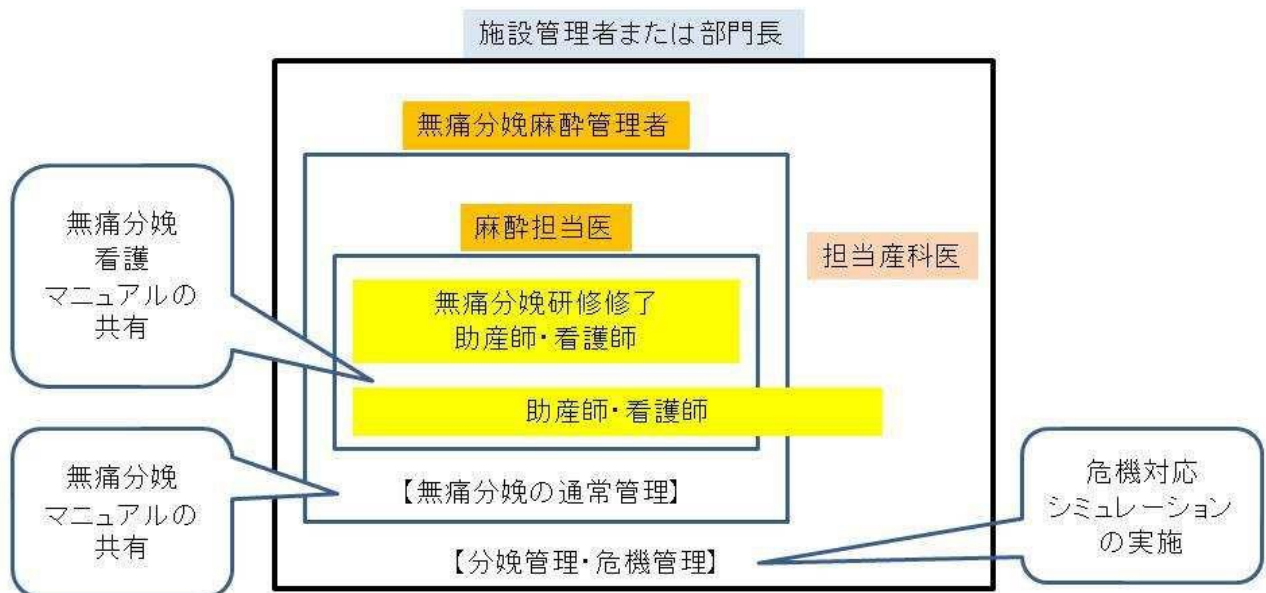 施設管理者または部門長
無痛分娩麻酔管理者
麻酔担当医
担当産科医
無痛分娩研修修了
助産師・看護師
助産師・看護師
【無痛分娩の通常管理】
【分娩管理・危機管理】
無痛分娩
看護
マニュアルの
共有
無痛分娩
マニュアルの
共有
危機対応
シミュレーション
の実施